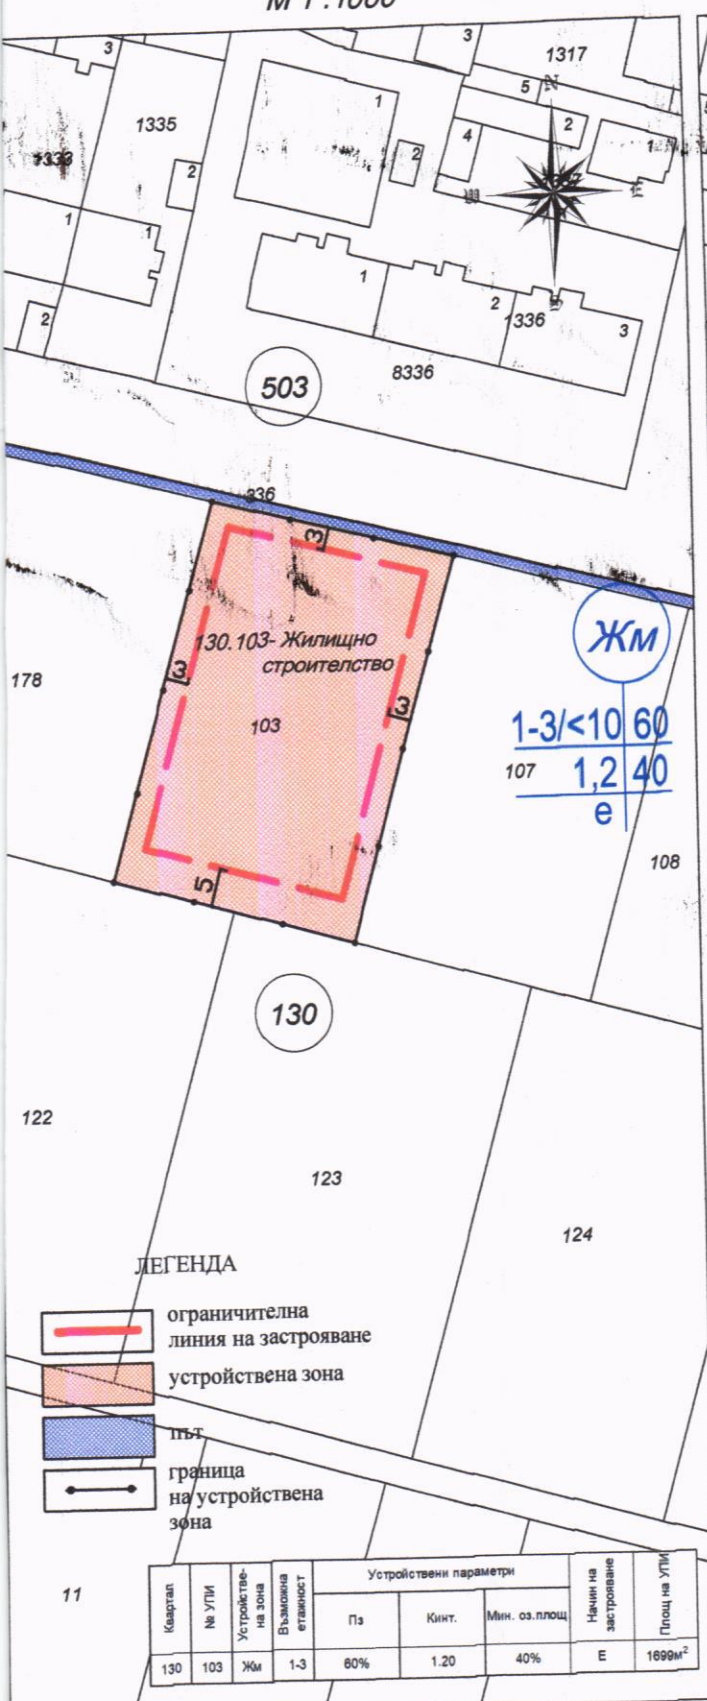 М 1 :1000
3
3
1317
5
N
1335
1
2
4
2
1
1333
2
2
W
E
1
1
1
2
1336
3
2
503
8336
336
3
130.103- Жилищно
строителство
Жм
178
3
3
103
1-3/<10 60
107
1,2 40
е
108
5
130
122
123
124
ЛЕГЕНДА
ограничителна
линия на застрояване
устройствена зона
път
граница
на устройствена
зона
11
Квартал
№ УПИ
Устройстве-
на зона
Възможна
етажност
Устройствени параметри
Пз
Кинт.
Мин. оз.площ
Начин на
застрояване
Площ на УПИ
130 103 Жм 1-3 60% 1.20 40% Е 1699м²